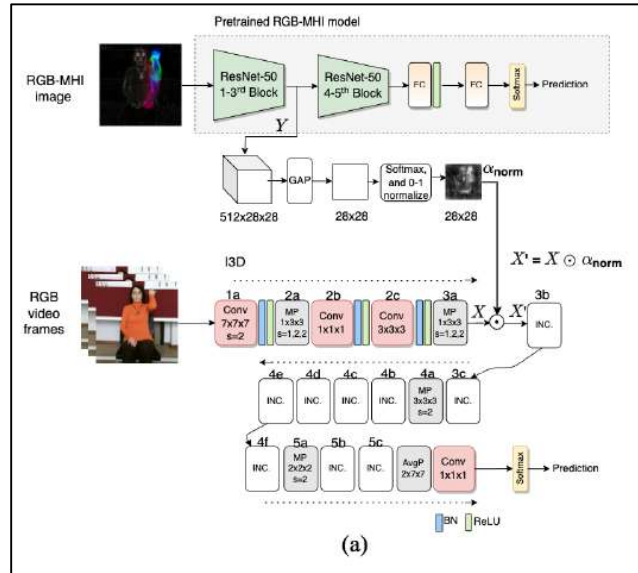 Pretrained RGB-MHI model
RGB-MHI
image
ResNet-50
1-3rd Block
ResNet-50
4-5th Block
FC
FC
Softmax
Prediction
Y
512x28x28
GAP
28x28
Softmax,
and 0-1
normalize
28x28
αnorm
X' = X ⊙ αnorm
I3D
RGB
video
frames
1a
Conv
7x7x7
s=2
2a
MP
1x3x3
s=1,2,2
2b
Conv
1x1x1
2c
Conv
3x3x3
3a
MP
1x3x3
s=1,2,2
X
X'
3b
INC.
4e
INC.
4d
INC.
4c
INC.
4b
INC.
4a
MP
3x3x3
s=2
3c
INC.
4f
INC.
5a
MP
2x2x2
s=2
5b
INC.
5c
INC.
AvgP
2x7x7
Conv
1x1x1
Softmax
Prediction
BN
ReLU
(a)